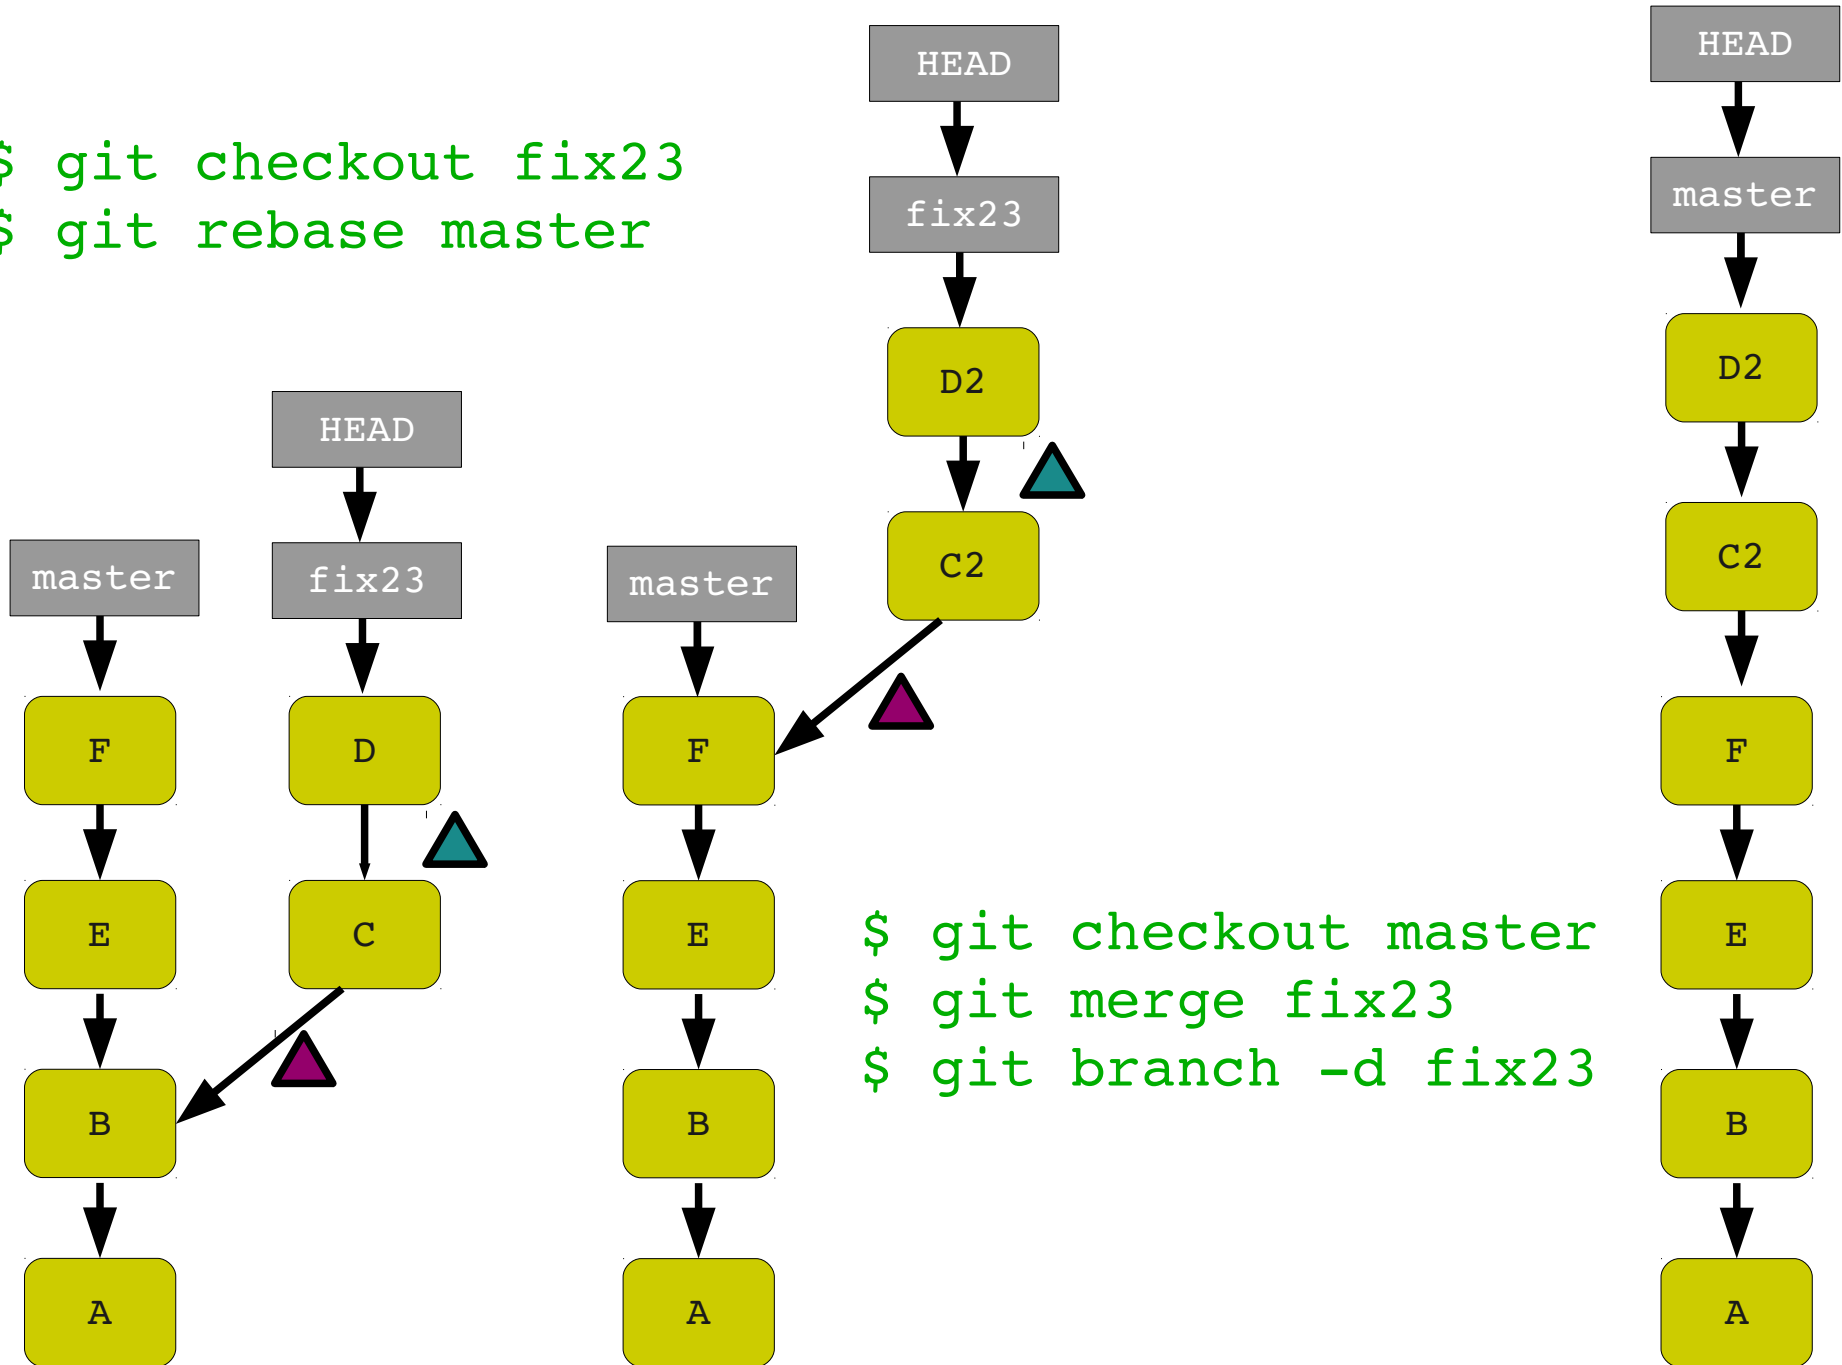 $ git checkout fix23
$ git rebase master
HEAD
master
fix23
F
D
E
C
B
A
HEAD
fix23
D2
C2
master
F
E
B
A
$ git checkout master
$ git merge fix23
$ git branch -d fix23
HEAD
master
D2
C2
F
E
B
A